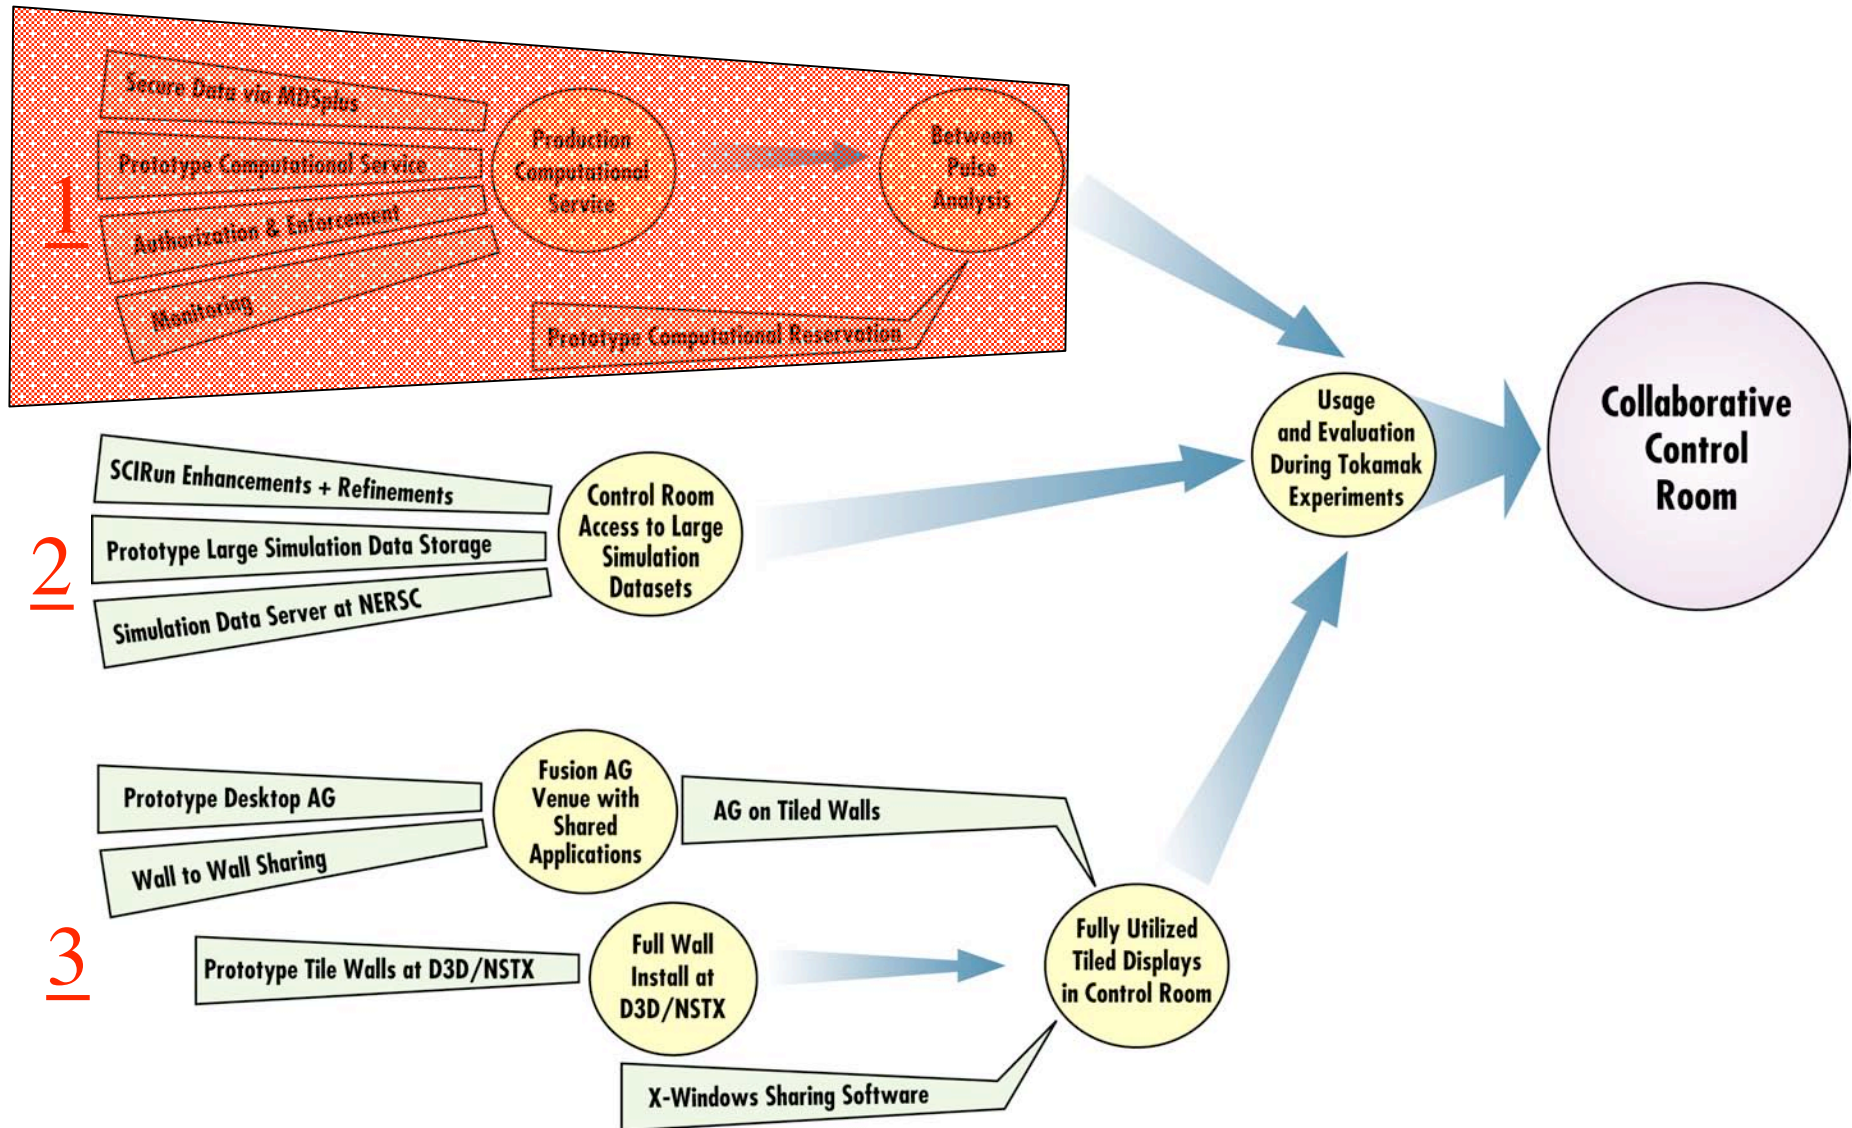 1
Secure Data via MDSplus
Prototype Computational Service
Authorization & Enforcement
Monitoring
Production
Computational
Service
Between
Pulse
Analysis
Prototype Computational Reservation
2
SCIRun Enhancements + Refinements
Prototype Large Simulation Data Storage
Simulation Data Server at NERSC
Control Room
Access to Large
Simulation
Datasets
Usage
and Evaluation
During Tokamak
Experiments
Collaborative
Control
Room
3
Prototype Desktop AG
Wall to Wall Sharing
Fusion AG
Venue with
Shared
Applications
AG on Tiled Walls
Prototype Tile Walls at D3D/NSTX
Full Wall
Install at
D3D/NSTX
Fully Utilized
Tiled Displays
in Control Room
X-Windows Sharing Software